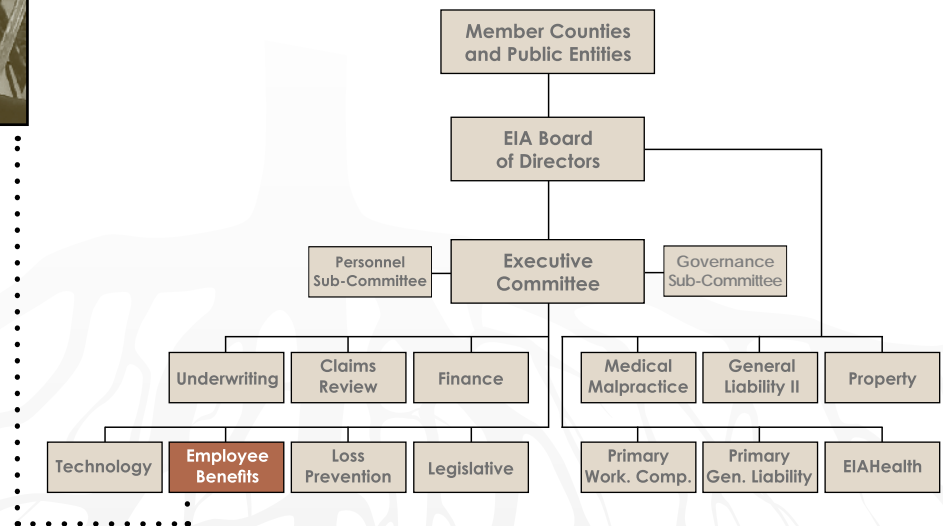 Member Counties
and Public Entities
EIA Board
of Directors
Personnel
Sub-Committee
Executive
Committee
Governance
Sub-Committee
Underwriting
Claims
Review
Finance
Medical
Malpractice
General
Liability II
Property
Technology
Employee
Benefits
Loss
Prevention
Legislative
Primary
Work. Comp.
Primary
Gen. Liability
EIAHealth